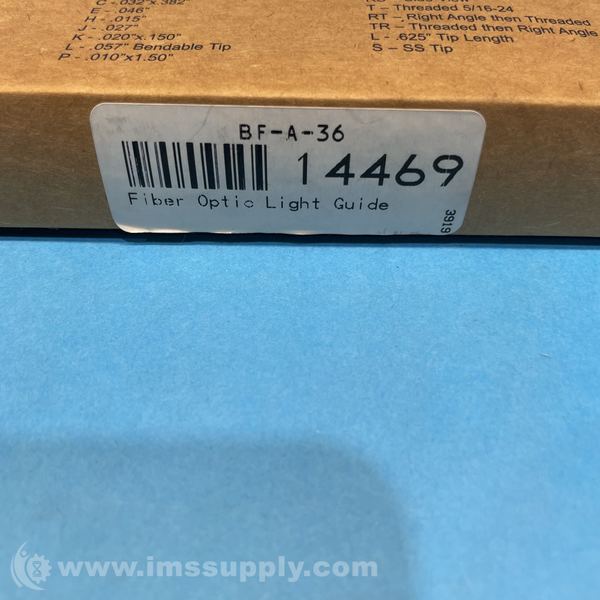 C - .032"x.382"
E - .046"
H - .015"
J - .027"
K - .020"x.150"
L - .057" Bendable Tip
P - .010"x1.50"
T – Threaded 5/16-24
RT – Right Angle then Threaded
TR – Threaded then Right Angle
L - .625" Tip Length
S – SS Tip
BF-A-36
14469
Fiber Optic Light Guide
3919
www.imssupply.com